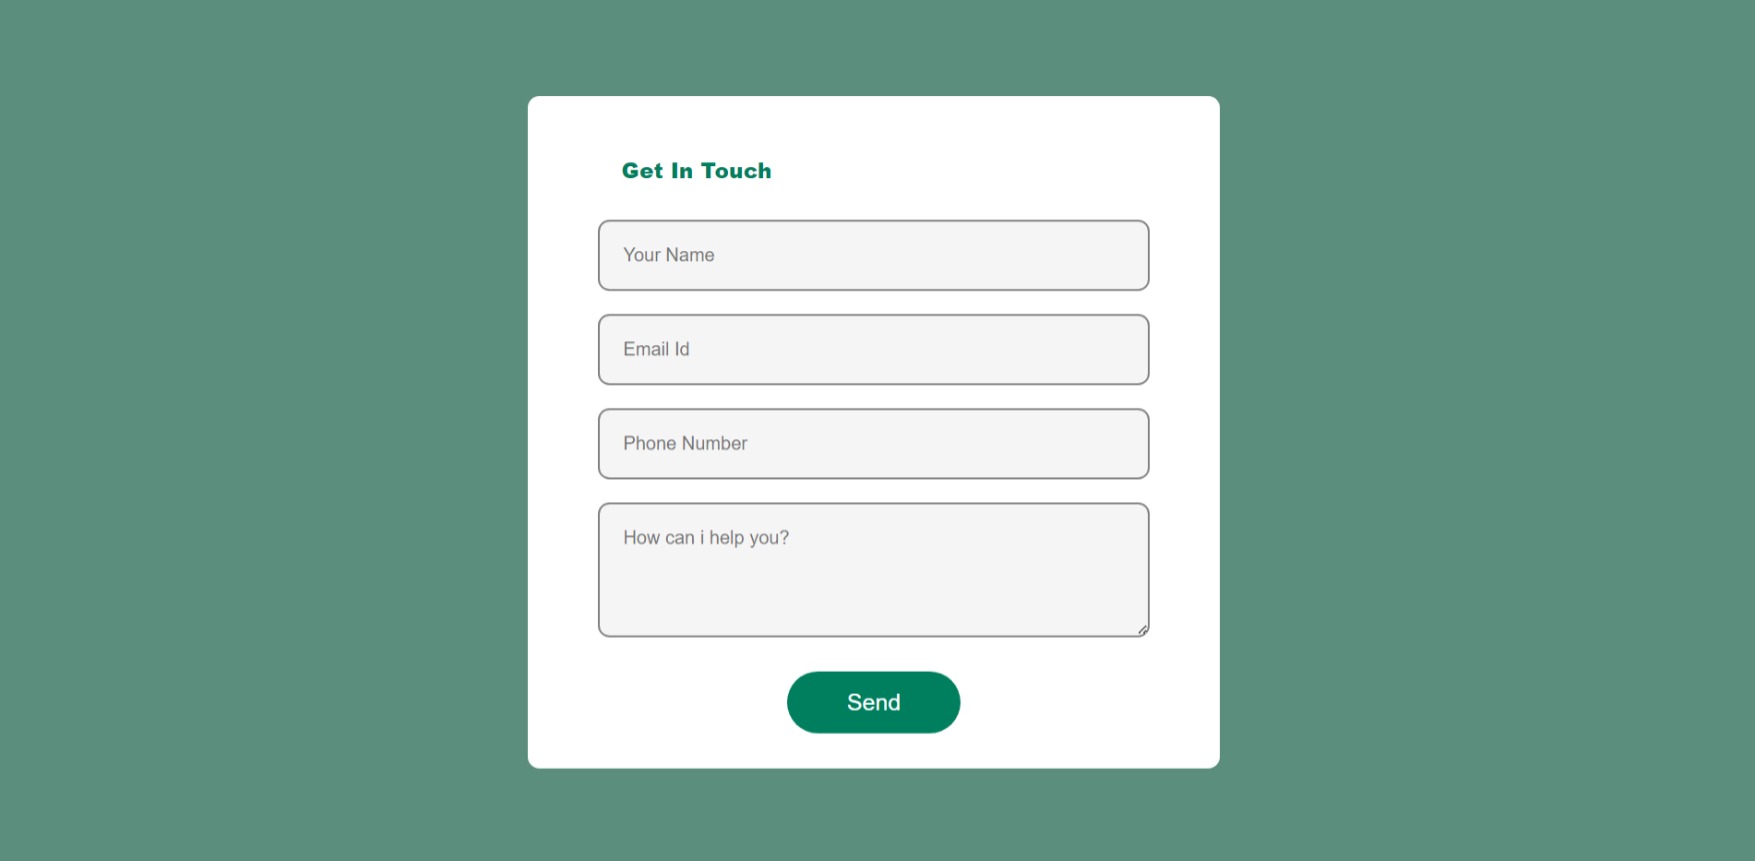 Get In Touch
Your Name
Email Id
Phone Number
How can i help you?
Send